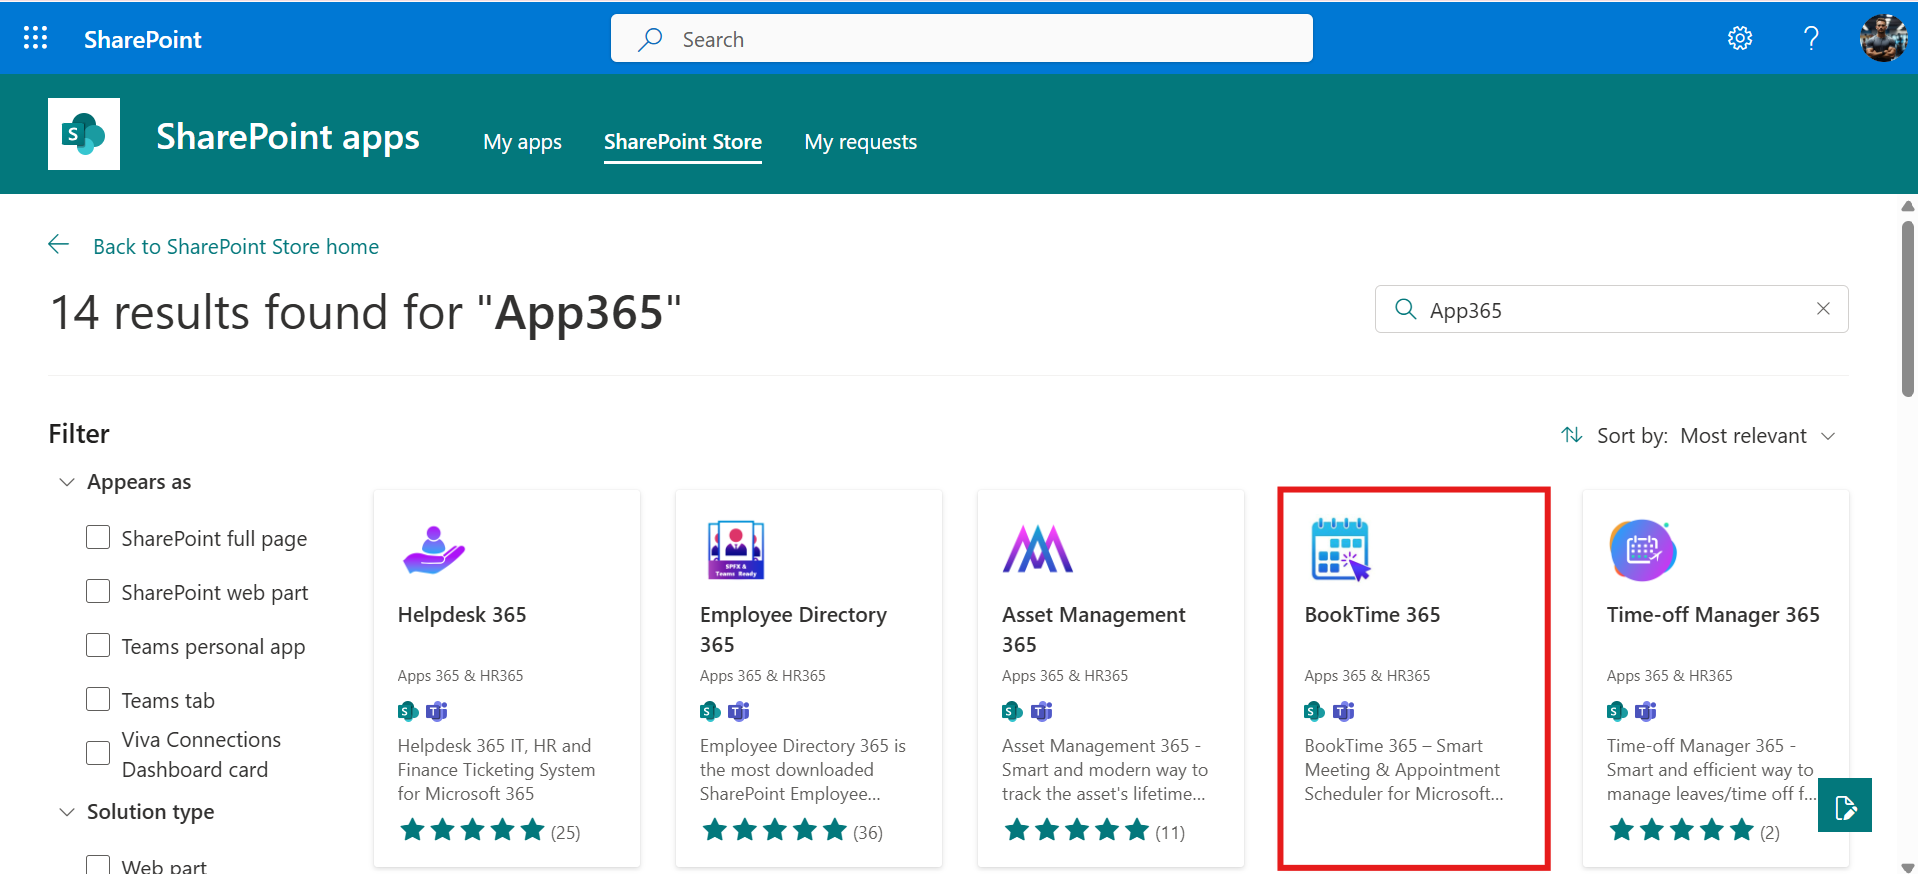 SharePoint
Search
SharePoint apps
My apps
SharePoint Store
My requests
Back to SharePoint Store home
14 results found for "App365"
App365
Filter
Sort by: Most relevant
Appears as
SharePoint full page
SharePoint web part
Teams personal app
Teams tab
Viva Connections
Dashboard card
Solution type
Web part
Helpdesk 365
Apps 365 & HR365
Helpdesk 365 IT, HR and
Finance Ticketing System
for Microsoft 365
(25)
SPFX &
Teams Ready
Employee Directory
365
Apps 365 & HR365
Employee Directory 365 is
the most downloaded
SharePoint Employee...
(36)
Asset Management
365
Apps 365 & HR365
Asset Management 365 -
Smart and modern way to
track the asset's lifetime...
(11)
BookTime 365
Apps 365 & HR365
BookTime 365 – Smart
Meeting & Appointment
Scheduler for Microsoft...
Time-off Manager 365
Apps 365 & HR365
Time-off Manager 365 -
Smart and efficient way to
manage leaves/time off f...
(2)